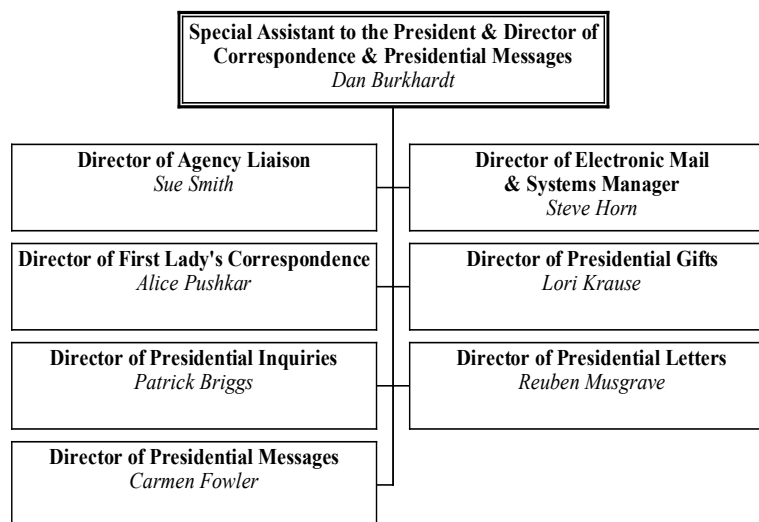 Special Assistant to the President & Director of
Correspondence & Presidential Messages
Dan Burkhardt
Director of Agency Liaison
Sue Smith
Director of Electronic Mail
& Systems Manager
Steve Horn
Director of First Lady's Correspondence
Alice Pushkar
Director of Presidential Gifts
Lori Krause
Director of Presidential Inquiries
Patrick Briggs
Director of Presidential Letters
Reuben Musgrave
Director of Presidential Messages
Carmen Fowler